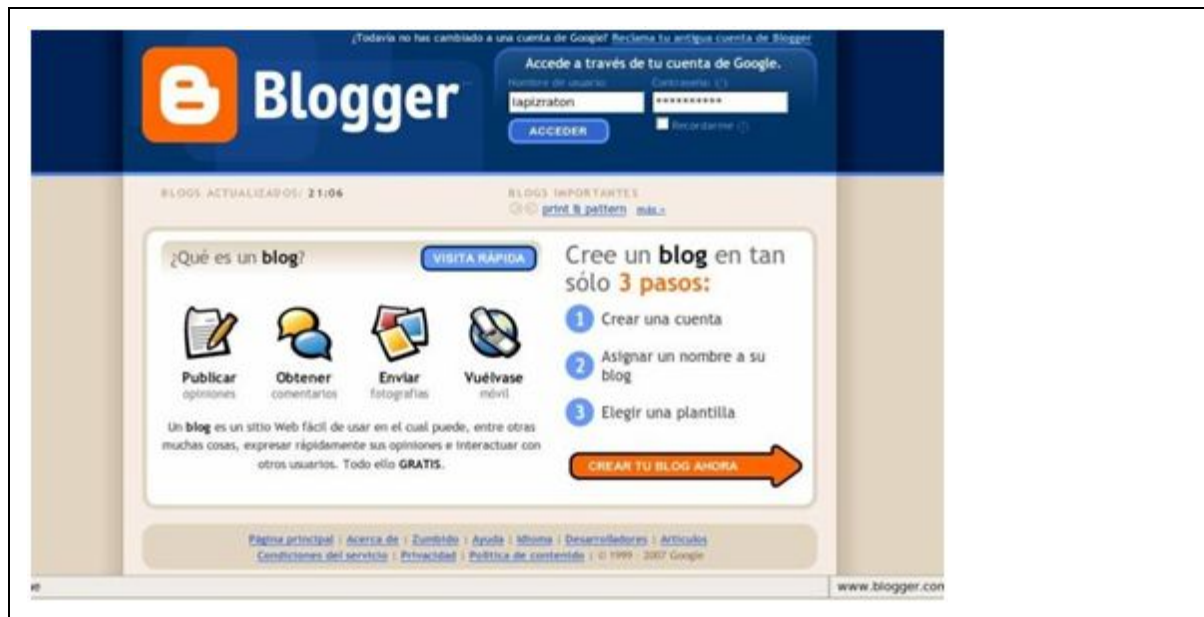 ¿Todavía no has cambiado a una cuenta de Google? Reclama tu antigua cuenta de Blogger
Blogger
Accede a través de tu cuenta de Google.
Nombre de usuario: Contraseña: (?)
lapizraton **********
ACCEDER Recordarme (?)
BLOGS ACTUALIZADOS/ 21:06
BLOGS IMPORTANTES
print & pattern más »
¿Qué es un blog?
VISITA RÁPIDA
Publicar opiniones
Obtener comentarios
Enviar fotografías
Vuélvase móvil
Un blog es un sitio Web fácil de usar en el cual puede, entre otras
muchas cosas, expresar rápidamente sus opiniones e interactuar con
otros usuarios. Todo ello GRATIS.
Cree un blog en tan
sólo 3 pasos:
1 Crear una cuenta
2 Asignar un nombre a su
blog
3 Elegir una plantilla
CREAR TU BLOG AHORA
Página principal | Acerca de | Zumbido | Ayuda | Idioma | Desarrolladores | Artículos
Condiciones del servicio | Privacidad | Política de contenido | © 1999 - 2007 Google
www.blogger.com